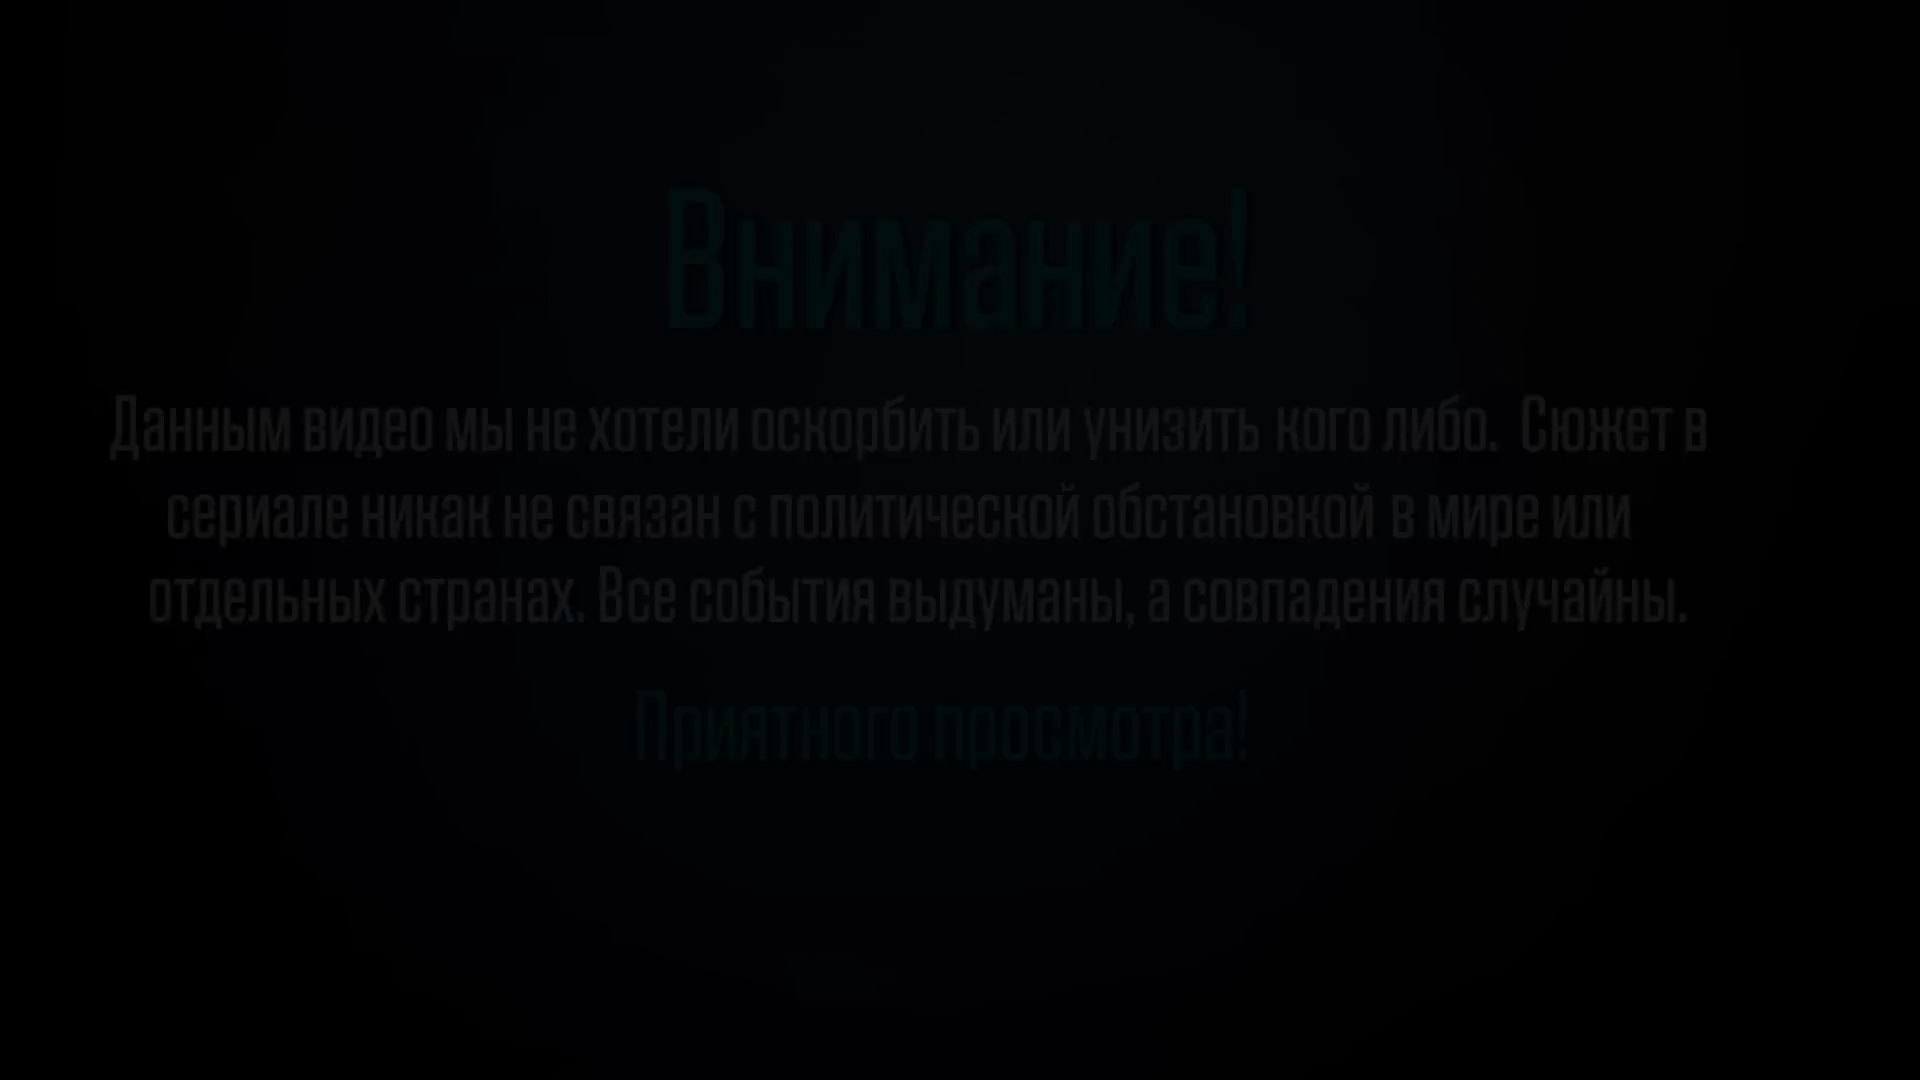 Внимание!
Данным видео мы не хотели оскорбить или унизить кого либо. Сюжет в
сериале никак не связан с политической обстановкой в мире или
отдельных странах. Все события выдуманы, а совпадения случайны.
Приятного просмотра!